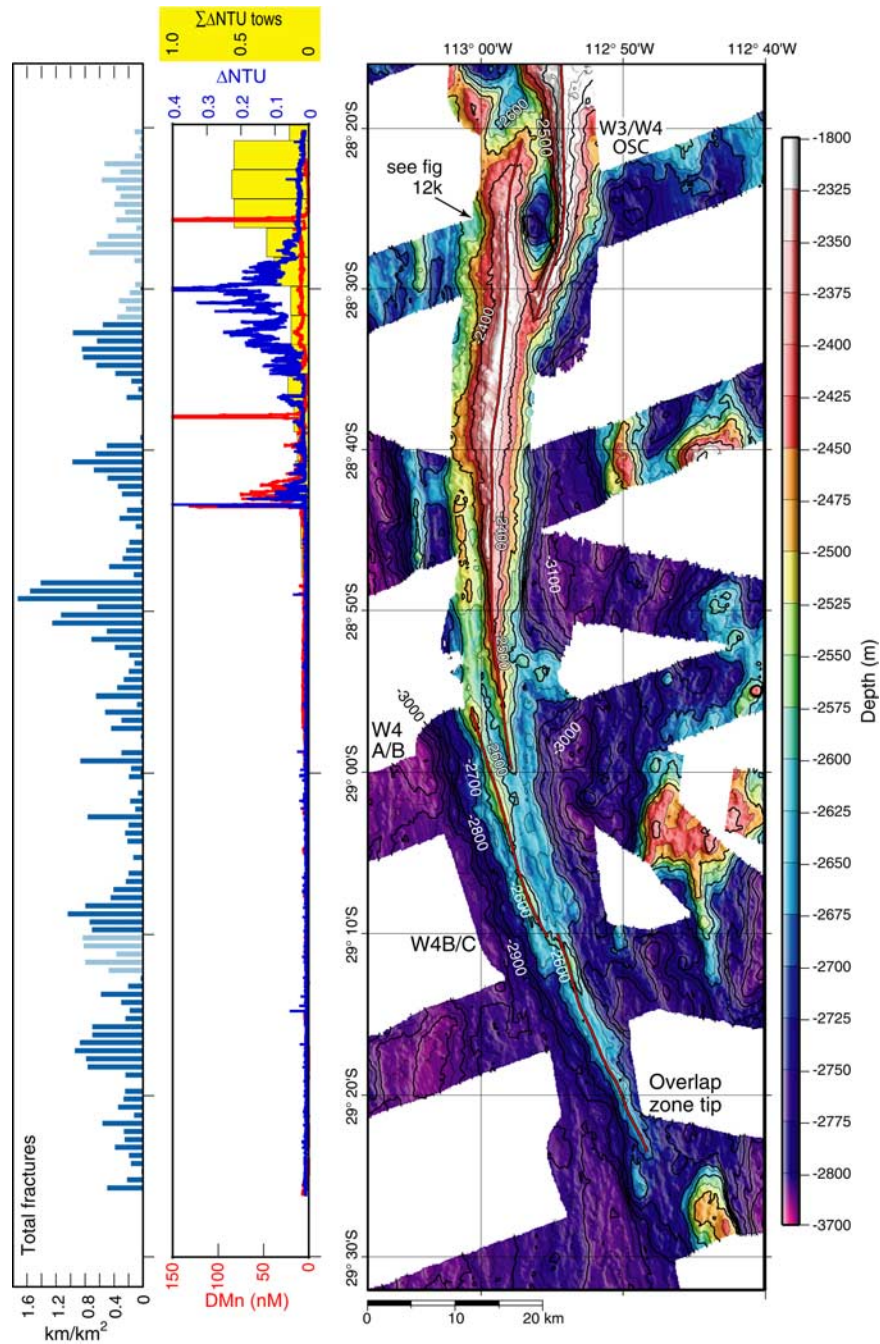 ∑ΔNTU tows
1.0
0.5
0
ΔNTU
0.4
0.3
0.2
0.1
0
113° 00'W
112° 50'W
112° 40'W
28° 20'S
28° 30'S
28° 40'S
28° 50'S
29° 00'S
29° 10'S
29° 20'S
29° 30'S
W3/W4
OSC
see fig
12k
-2600
-2500
-2400
-2400
-3100
-2500
-3000
W4
A/B
-2600
-3000
-2700
-2800
-2600
W4B/C
-2600
-2900
Overlap
zone tip
-1800
-2325
-2350
-2375
-2400
-2425
-2450
-2475
-2500
-2525
-2550
-2575
-2600
-2625
-2650
-2675
-2700
-2725
-2750
-2775
-2800
-3700
Depth (m)
Total fractures
1.6
1.2
0.8
0.4
0
km/km²
150
100
50
0
DMn (nM)
0
10
20 km